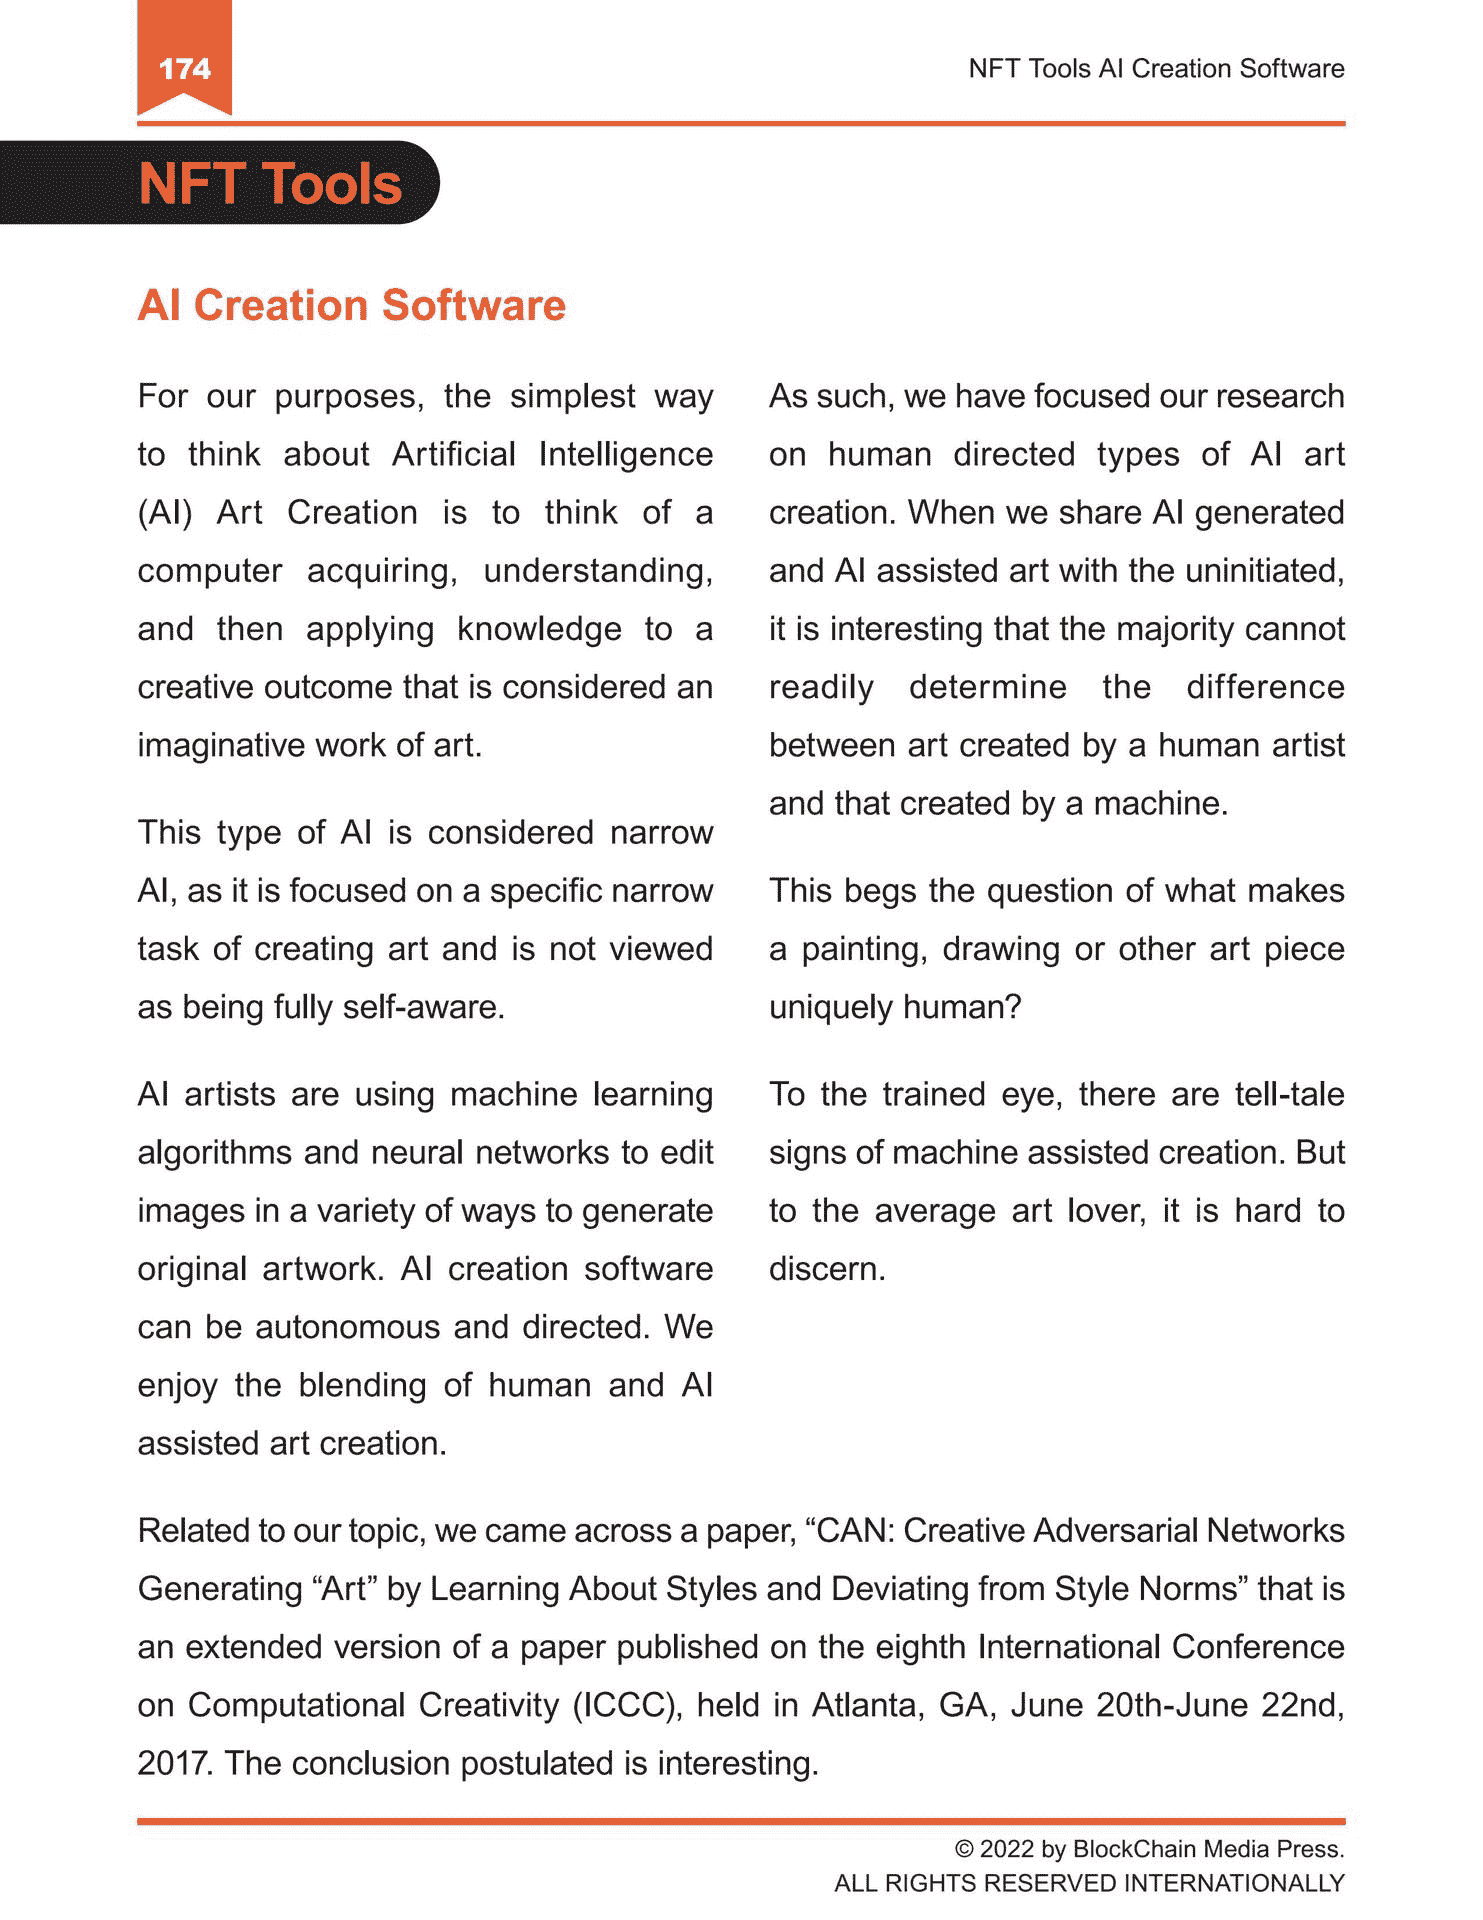 174
NFT Tools AI Creation Software
NFT Tools
AI Creation Software
For our purposes, the simplest way
to think about Artificial Intelligence
(AI) Art Creation is to think of a
computer acquiring, understanding,
and then applying knowledge to a
creative outcome that is considered an
imaginative work of art.
This type of AI is considered narrow
AI, as it is focused on a specific narrow
task of creating art and is not viewed
as being fully self-aware.
AI artists are using machine learning
algorithms and neural networks to edit
images in a variety of ways to generate
original artwork. AI creation software
can be autonomous and directed. We
enjoy the blending of human and AI
assisted art creation.
As such, we have focused our research
on human directed types of AI art
creation. When we share AI generated
and AI assisted art with the uninitiated,
it is interesting that the majority cannot
readily determine the difference
between art created by a human artist
and that created by a machine.
This begs the question of what makes
a painting, drawing or other art piece
uniquely human?
To the trained eye, there are tell-tale
signs of machine assisted creation. But
to the average art lover, it is hard to
discern.
Related to our topic, we came across a paper, “CAN: Creative Adversarial Networks
Generating “Art” by Learning About Styles and Deviating from Style Norms” that is
an extended version of a paper published on the eighth International Conference
on Computational Creativity (ICCC), held in Atlanta, GA, June 20th-June 22nd,
2017. The conclusion postulated is interesting.
© 2022 by BlockChain Media Press.
ALL RIGHTS RESERVED INTERNATIONALLY